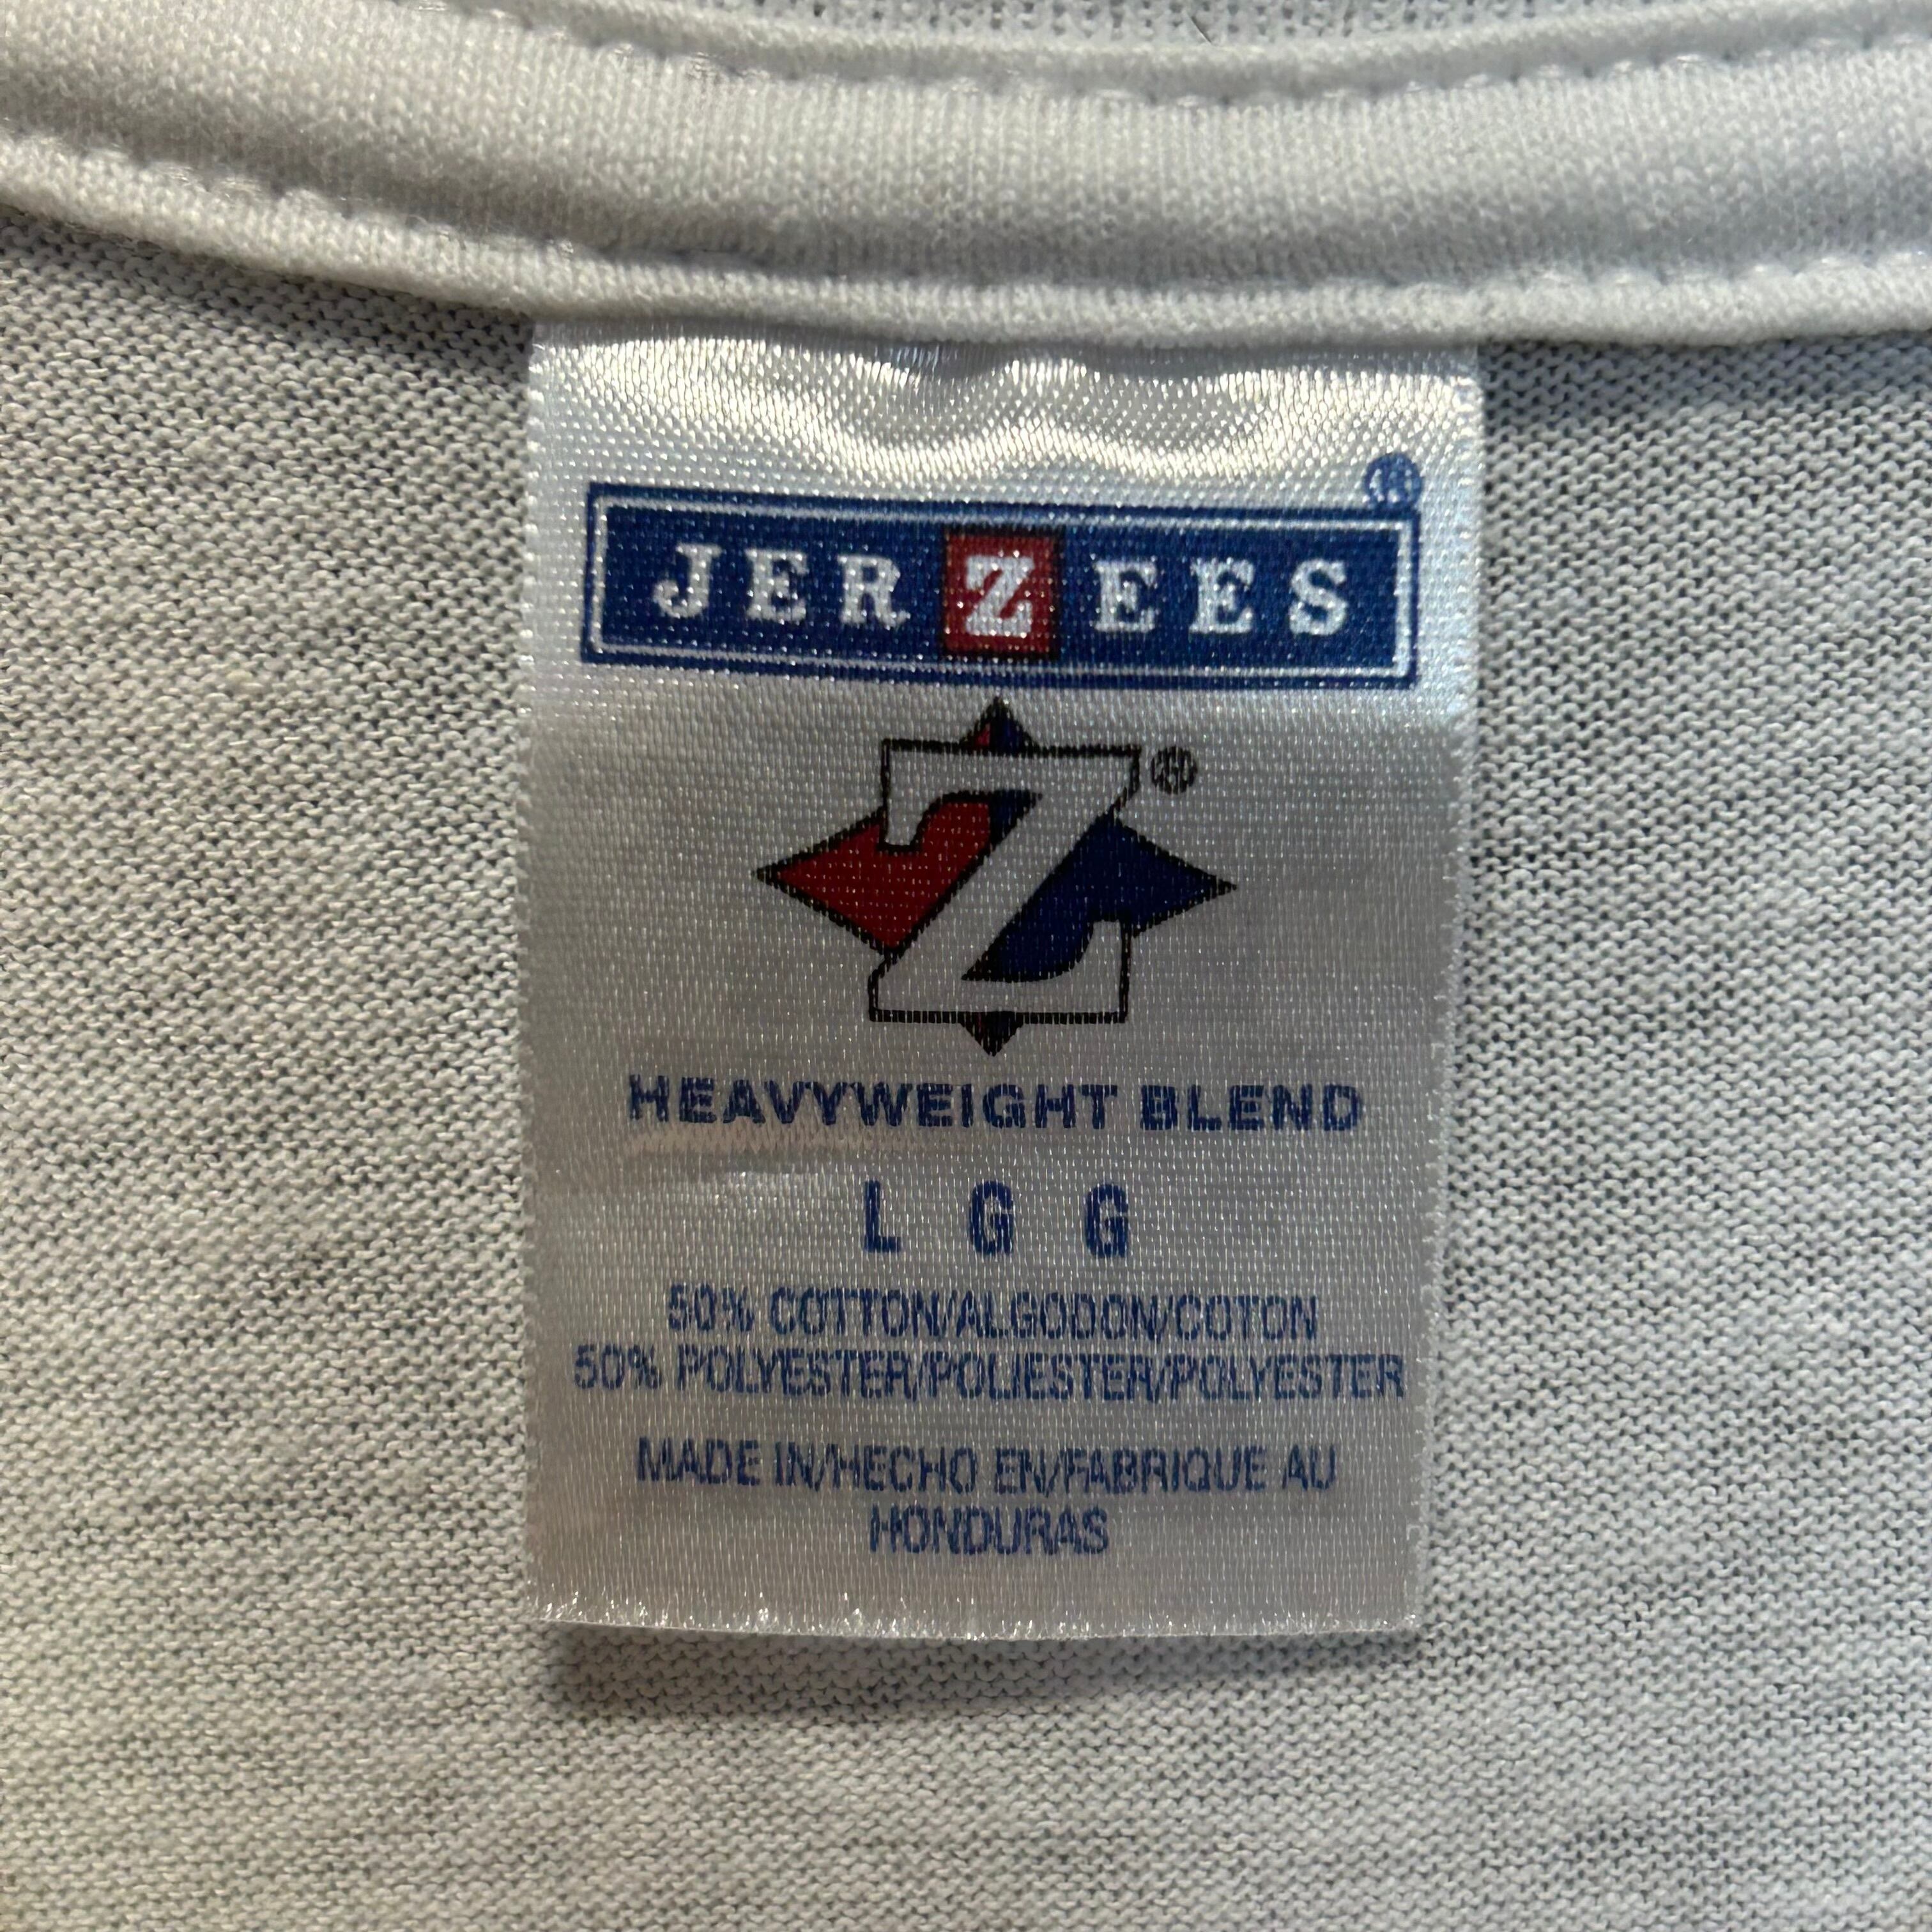 JERZEES®
Z®
HEAVYWEIGHT BLEND
L G G
50% COTTON/ALGODON/COTON
50% POLYESTER/POLIESTER/POLYESTER
MADE IN/HECHO EN/FABRIQUE AU
HONDURAS